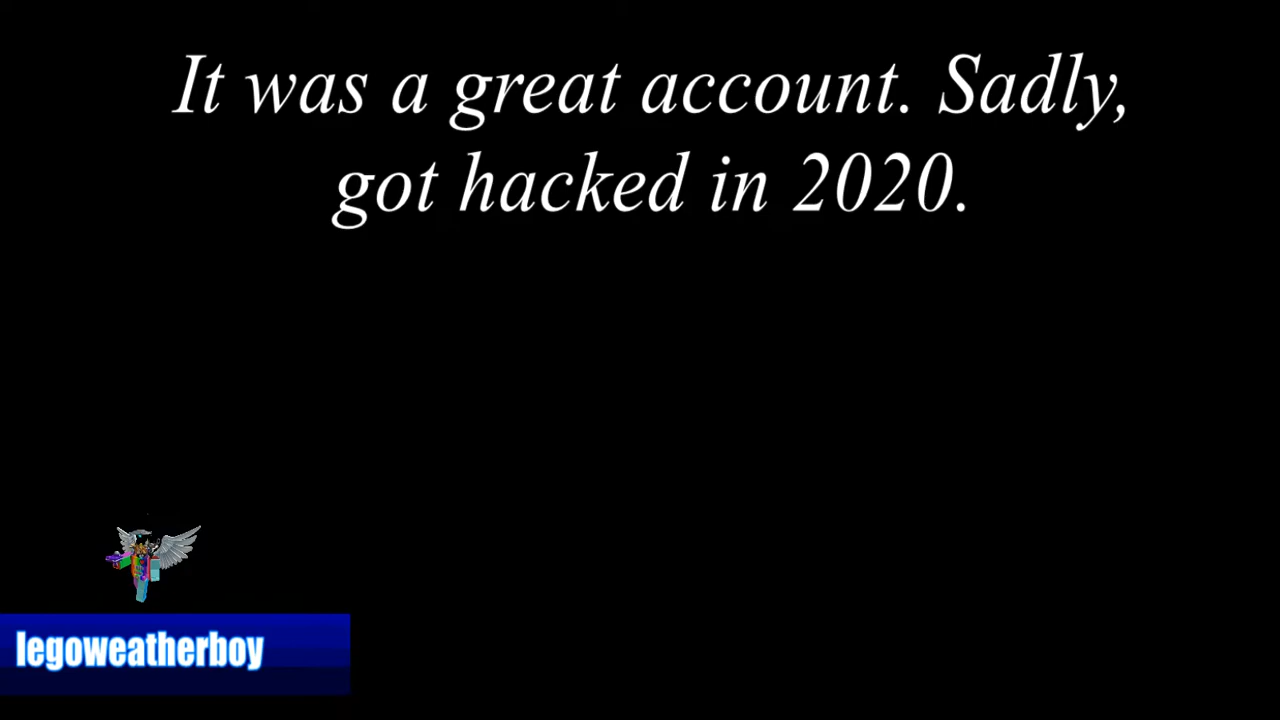 It was a great account. Sadly,
got hacked in 2020.
legoweatherboy